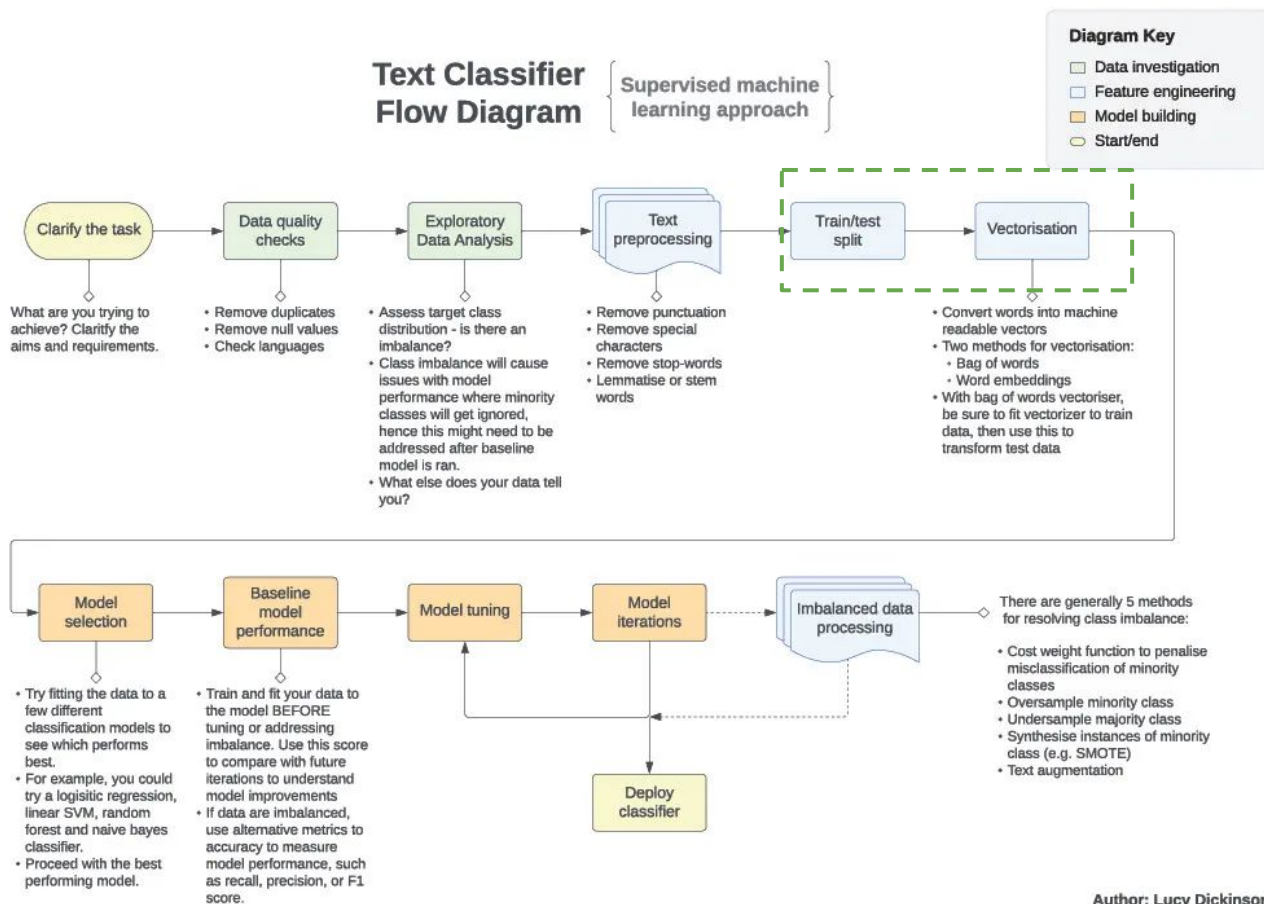 Diagram Key
Data investigation
Feature engineering
Model building
Start/end
Text Classifier
Flow Diagram
Supervised machine
learning approach
Clarify the task
Data quality
checks
Exploratory
Data Analysis
Text
preprocessing
Train/test
split
Vectorisation
What are you trying to
achieve? Claritfy the
aims and requirements.
• Remove duplicates
• Remove null values
• Check languages
• Assess target class
distribution - is there an
imbalance?
• Class imbalance will cause
issues with model
performance where minority
classes will get ignored,
hence this might need to be
addressed after baseline
model is ran.
• What else does your data tell
you?
• Remove punctuation
• Remove special
characters
• Remove stop-words
• Lemmatise or stem
words
• Convert words into machine
readable vectors
• Two methods for vectorisation:
• Bag of words
• Word embeddings
• With bag of words vectoriser,
be sure to fit vectorizer to train
data, then use this to
transform test data
Model
selection
Baseline
model
performance
Model tuning
Model
iterations
Imbalanced data
processing
There are generally 5 methods
for resolving class imbalance:
• Cost weight function to penalise
misclassification of minority
classes
• Oversample minority class
• Undersample majority class
• Synthesise instances of minority
class (e.g. SMOTE)
• Text augmentation
• Try fitting the data to a
few different
classification models to
see which performs
best.
• For example, you could
try a logisitic regression,
linear SVM, random
forest and naive bayes
classifier.
• Proceed with the best
performing model.
• Train and fit your data to
the model BEFORE
tuning or addressing
imbalance. Use this score
to compare with future
iterations to understand
model improvements
• If data are imbalanced,
use alternative metrics to
accuracy to measure
model performance, such
as recall, precision, or F1
score.
Deploy
classifier
Author: Lucy Dickinson